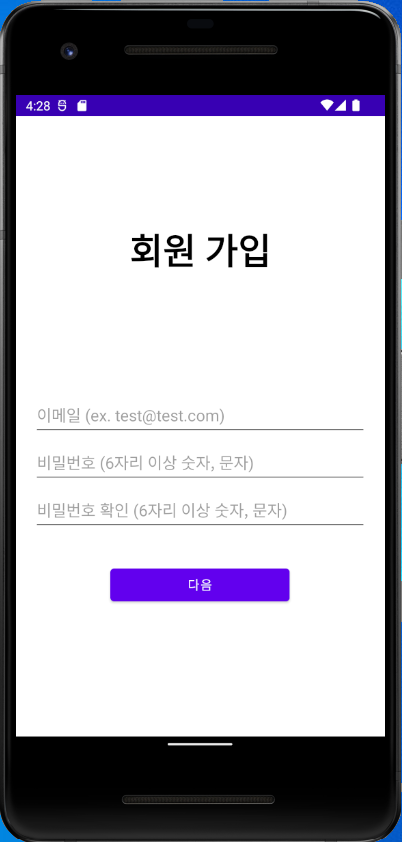 4:28
회원 가입
이메일 (ex. test@test.com)
비밀번호 (6자리 이상 숫자, 문자)
비밀번호 확인 (6자리 이상 숫자, 문자)
다음